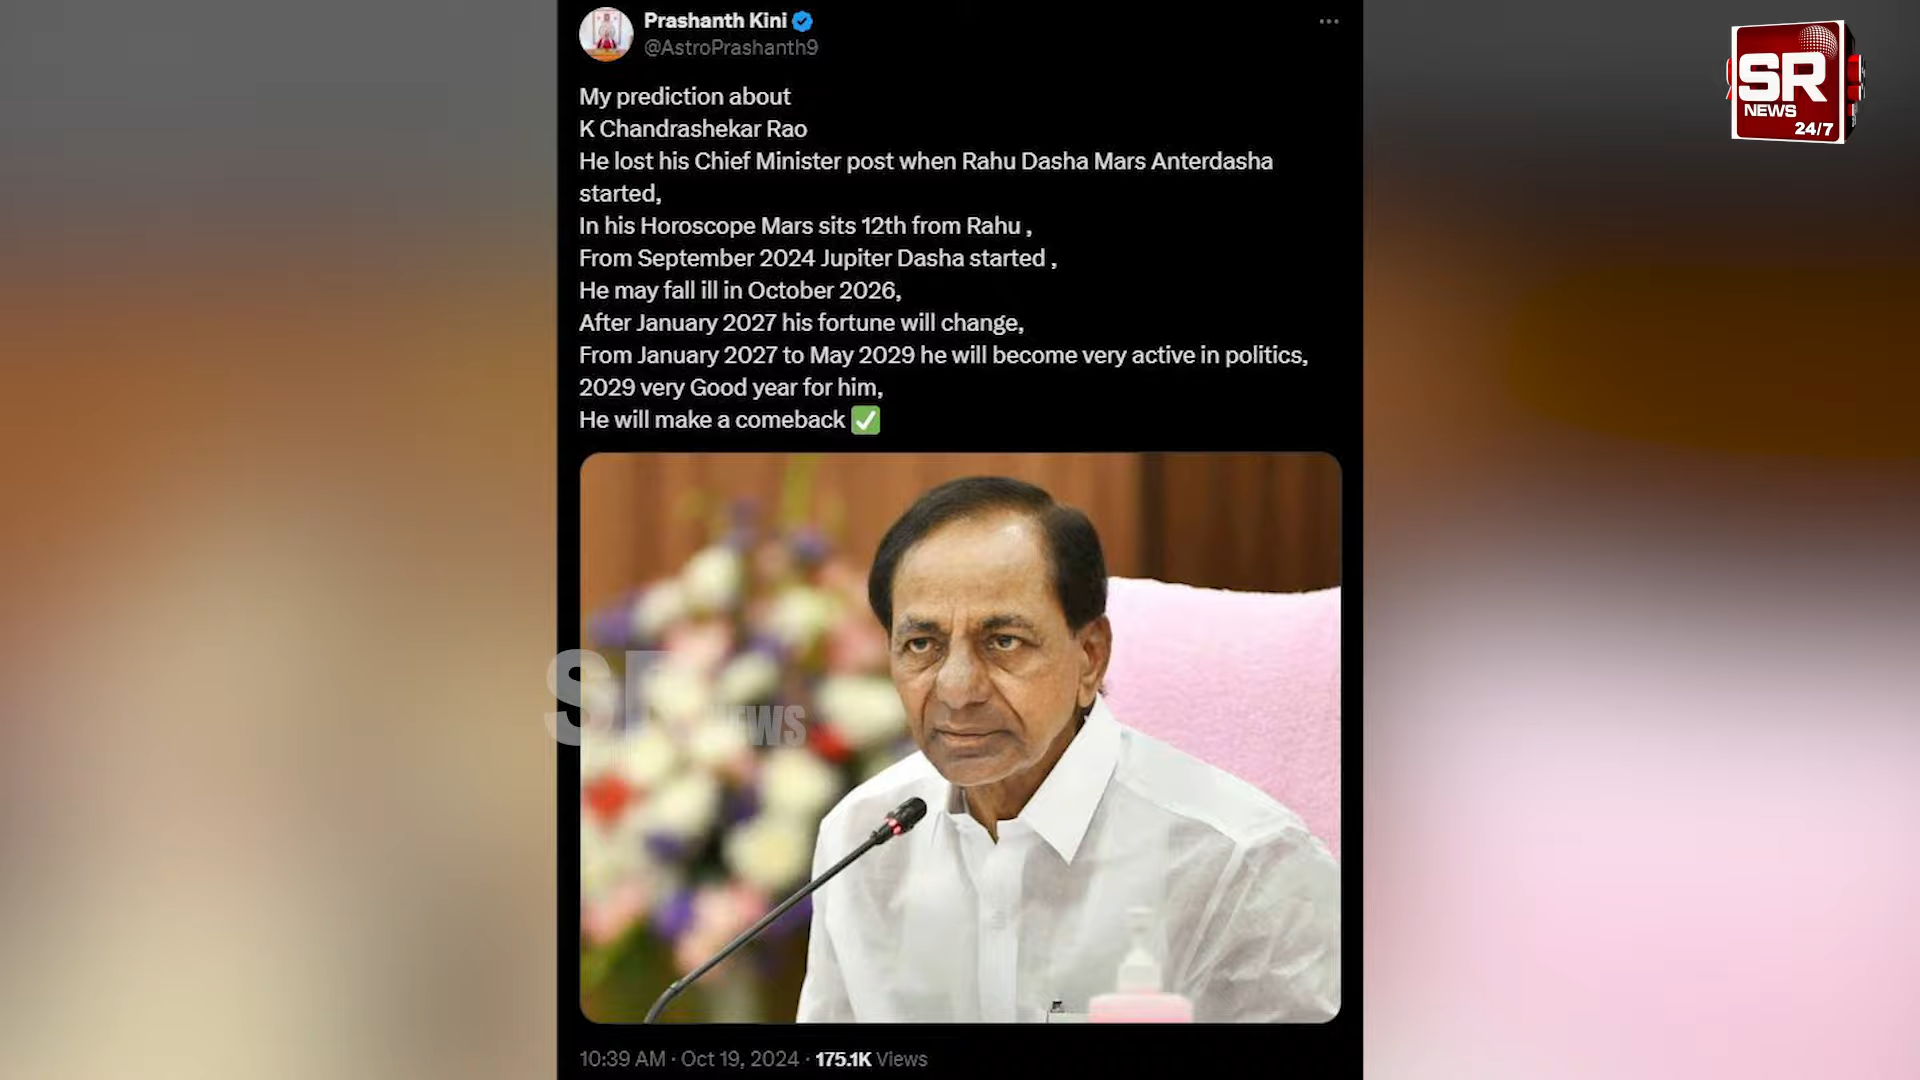 Prashanth Kini
@AstroPrashanth9
SR
NEWS
24/7
My prediction about
K Chandrashekar Rao
He lost his Chief Minister post when Rahu Dasha Mars Anterdasha
started,
In his Horoscope Mars sits 12th from Rahu ,
From September 2024 Jupiter Dasha started ,
He may fall ill in October 2026,
After January 2027 his fortune will change,
From January 2027 to May 2029 he will become very active in politics,
2029 very Good year for him,
He will make a comeback ✅
SR NEWS
10:39 AM · Oct 19, 2024 · 175.1K Views